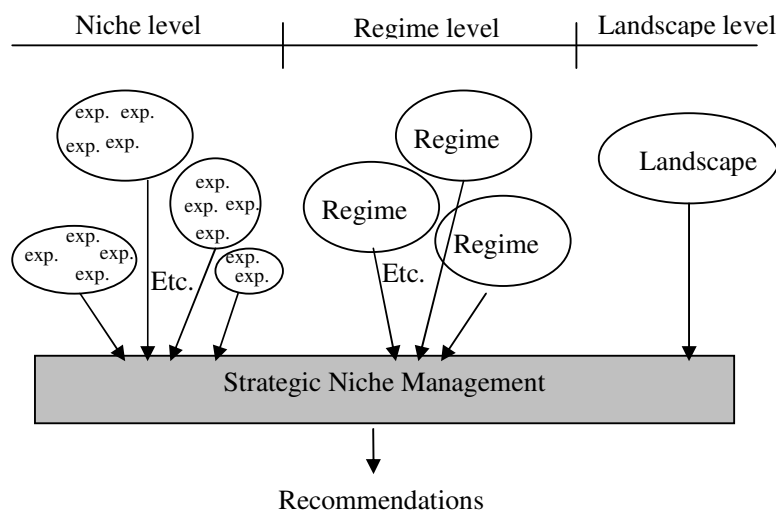 Niche level Regime level Landscape level
exp. exp.
exp. exp.
exp.
exp. exp.
exp.
exp.
exp. exp.
exp.
exp.
exp.
Etc.
Regime
Regime
Regime
Etc.
Landscape
Strategic Niche Management
Recommendations